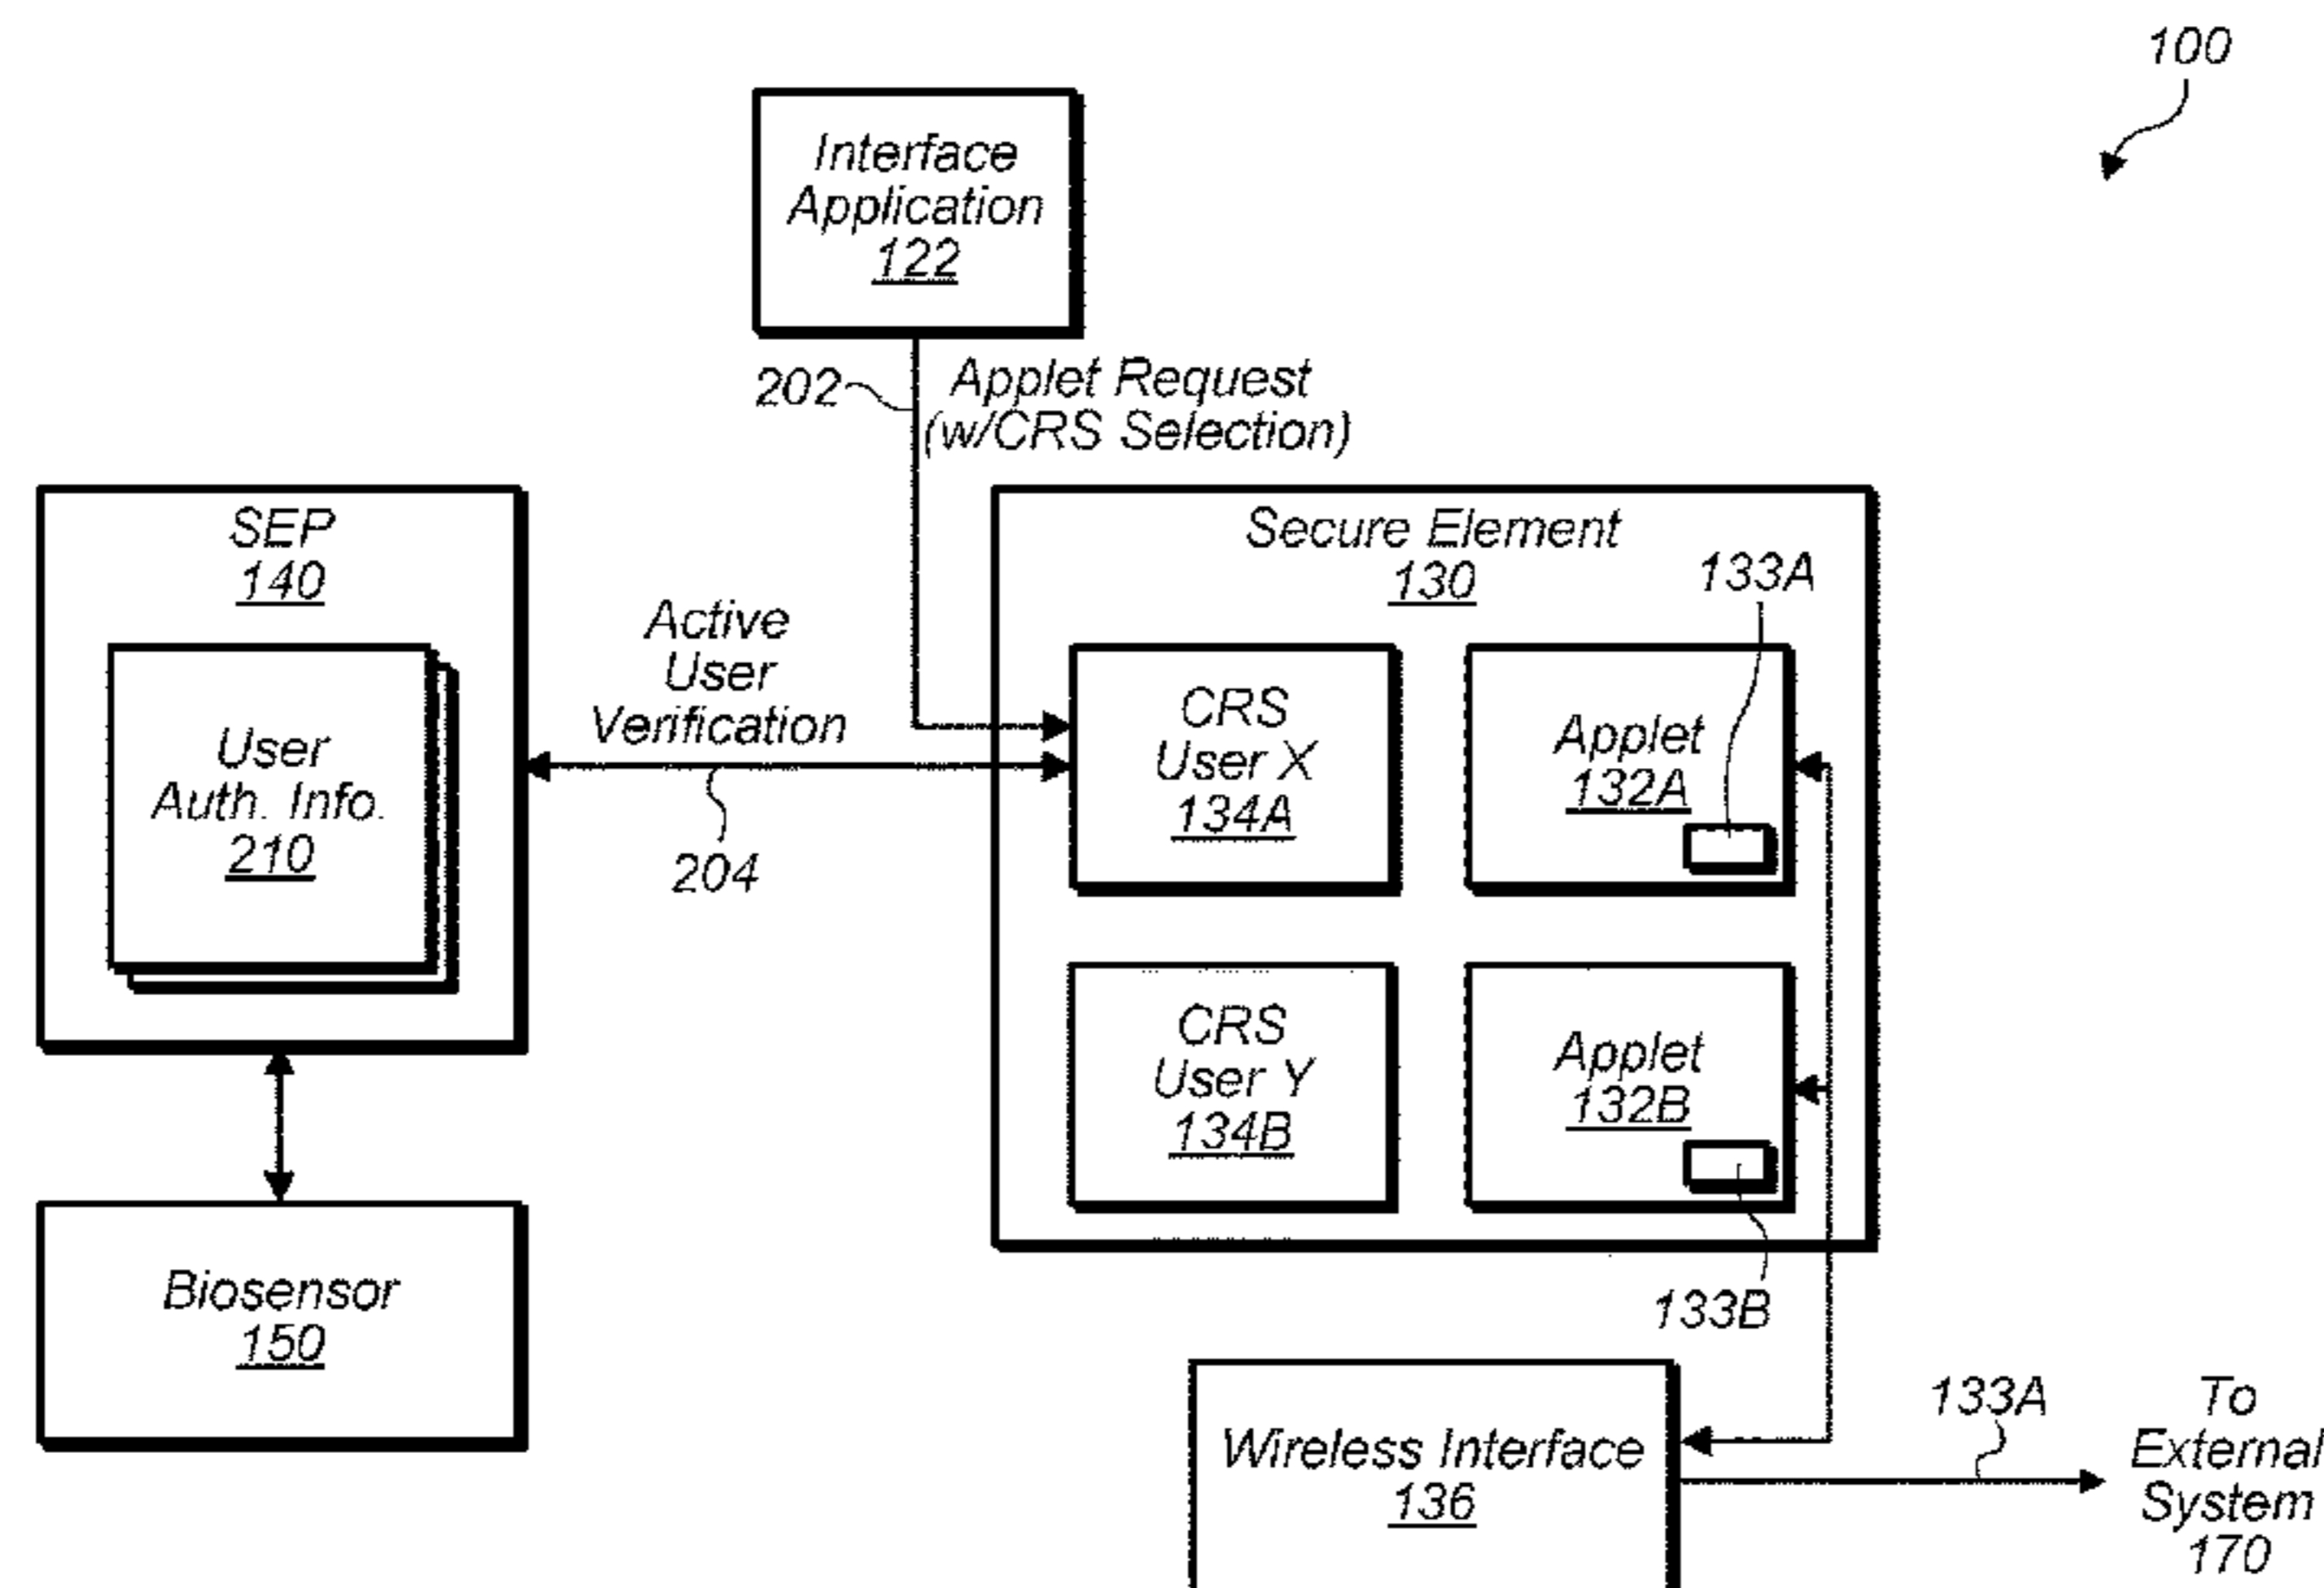 100
Interface
Application
122
202
Applet Request
(w/CRS Selection)
SEP
140
User
Auth. Info.
210
Active
User
Verification
204
Secure Element
130
133A
CRS
User X
134A
Applet
132A
CRS
User Y
134B
Applet
132B
133B
Biosensor
150
Wireless Interface
136
133A
To
External
System
170